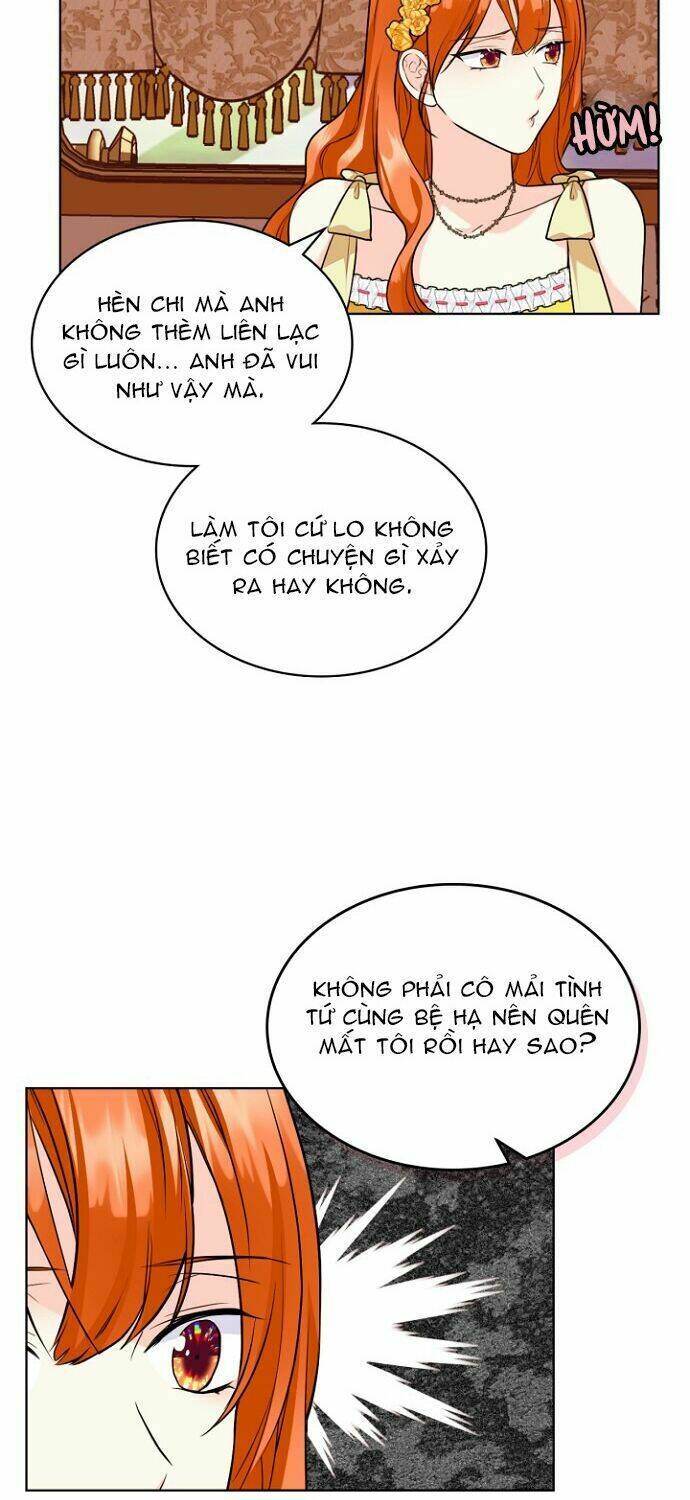 HỪM!
HÈN CHI MÀ ANH
KHÔNG THÈM LIÊN LẠC
GÌ LUÔN... ANH ĐÃ VUI
NHƯ VẬY MÀ.
LÀM TÔI CỨ LO KHÔNG
BIẾT CÓ CHUYỆN GÌ XẢY
RA HAY KHÔNG.
KHÔNG PHẢI CÔ MẢI TÌNH
TỨ CÙNG BỆ HẠ NÊN QUÊN
MẤT TÔI RỒI HAY SAO?